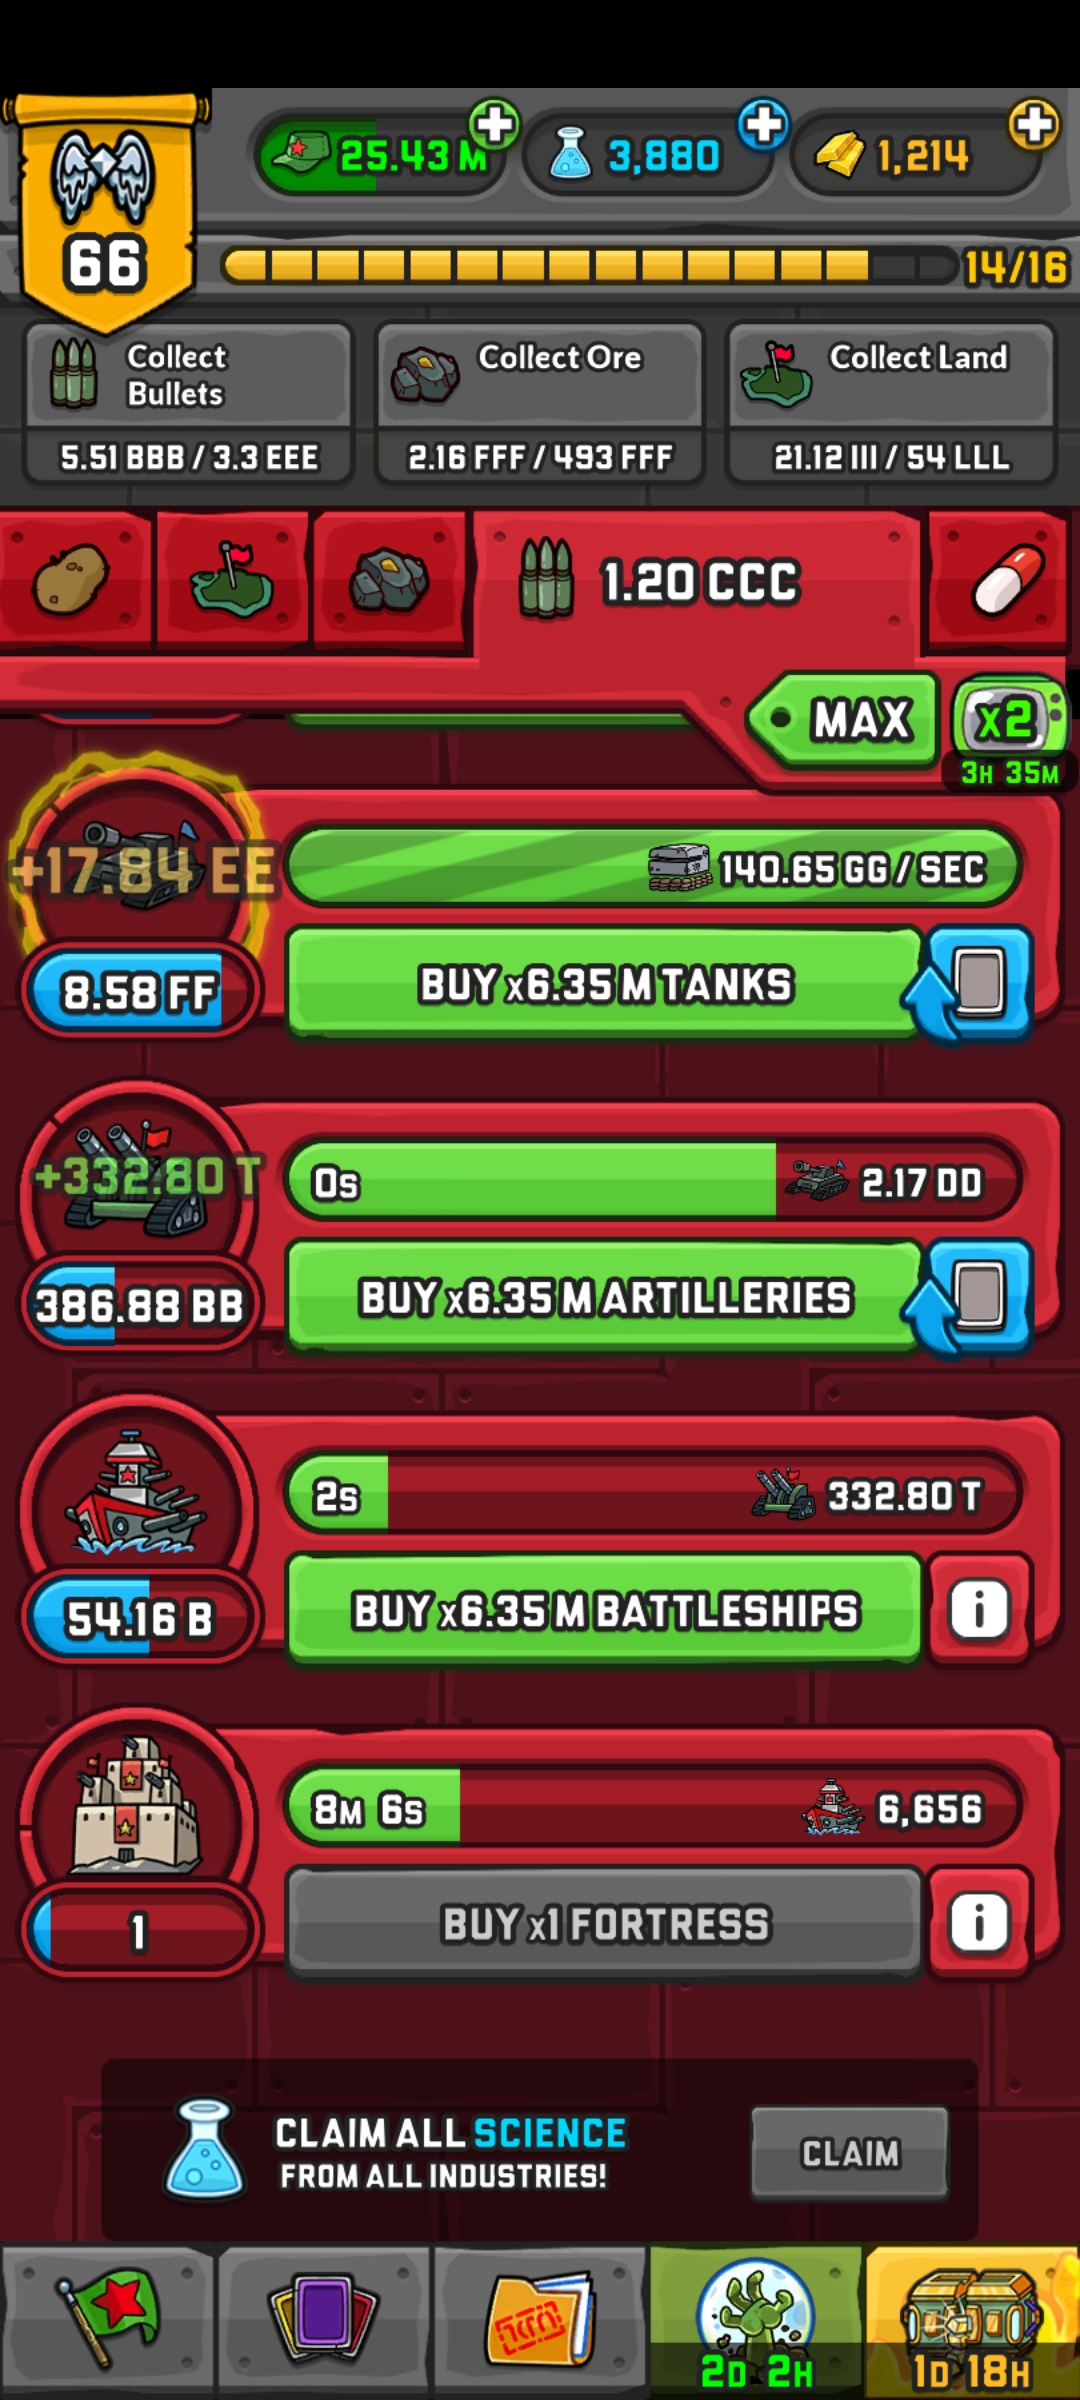 66
25.43 M
3,880
1,214
14/16
Collect
Bullets
5.51 BBB / 3.3 EEE
Collect Ore
2.16 FFF / 493 FFF
Collect Land
21.12 III / 54 LLL
1.20 CCC
MAX
x2
3H 35M
+17.84 EE
140.65 GG / SEC
8.58 FF
BUY x6.35 M TANKS
+332.80 T
0s
2.17 DD
386.88 BB
BUY x6.35 M ARTILLERIES
2s
332.80 T
54.16 B
BUY x6.35 M BATTLESHIPS
i
8M 6s
6,656
1
BUY x1 FORTRESS
i
CLAIM ALL SCIENCE
FROM ALL INDUSTRIES!
CLAIM
2D 2H
1D 18H